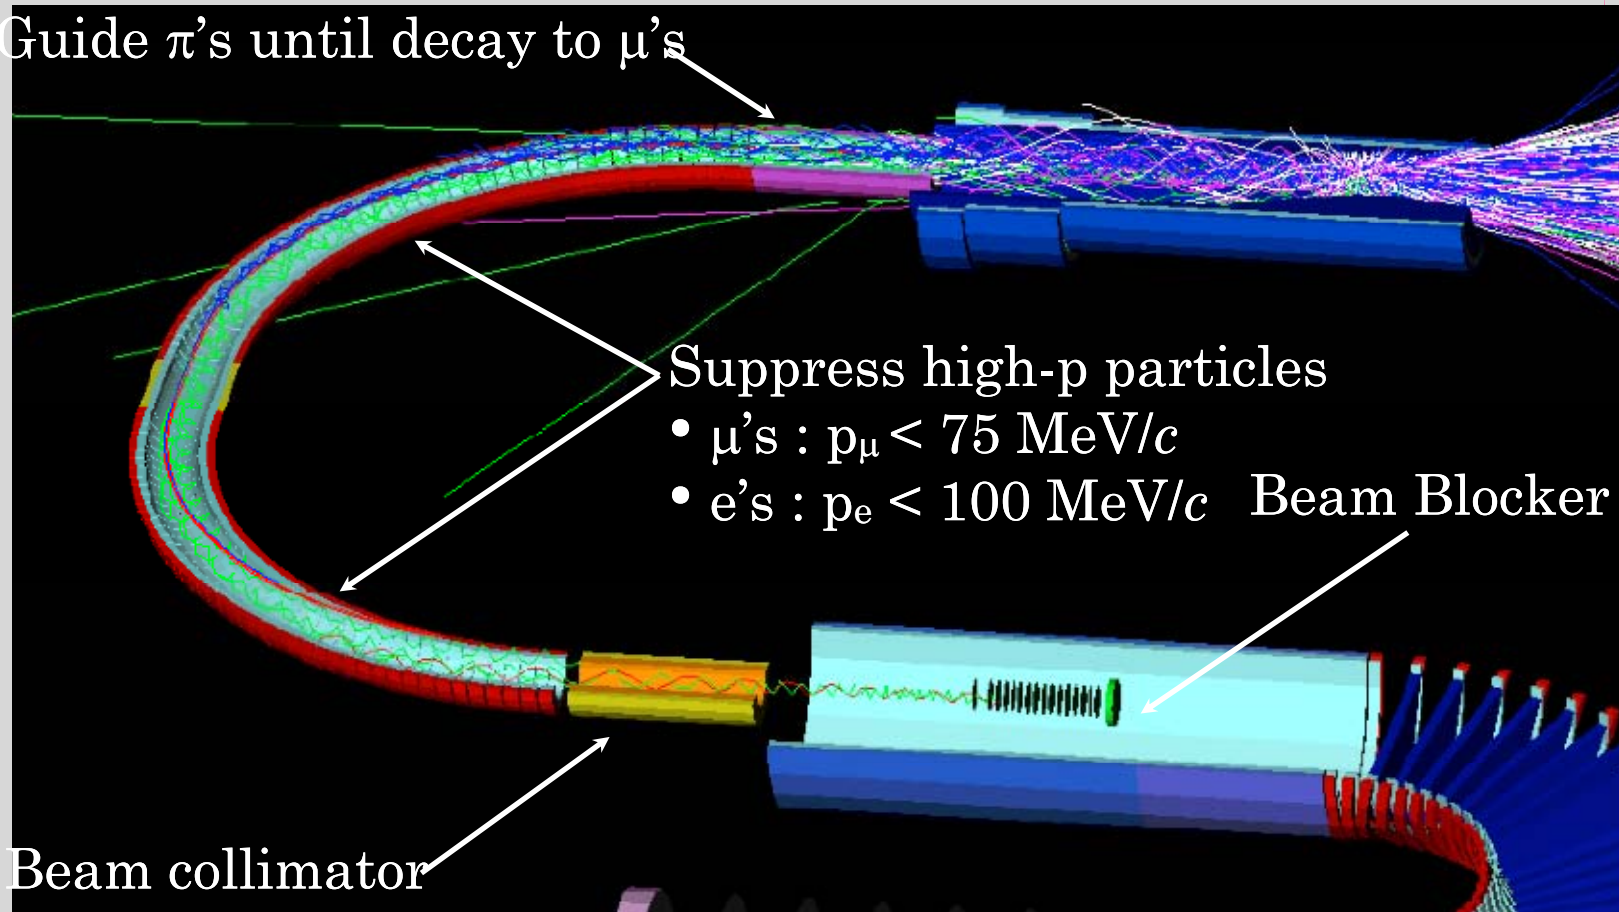 Guide π’s until decay to μ’s
Suppress high-p particles
• μ’s : pμ < 75 MeV/c
• e’s : pe < 100 MeV/c
Beam Blocker
Beam collimator